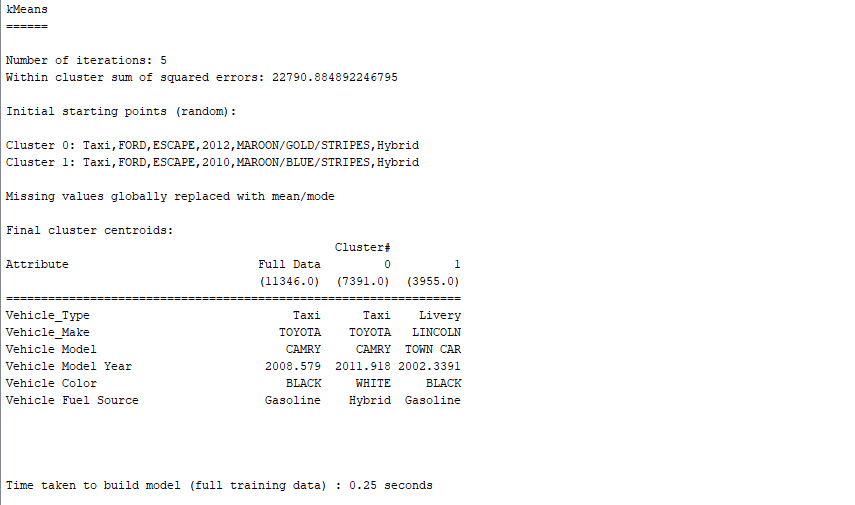 kMeans
======
Number of iterations: 5
Within cluster sum of squared errors: 22790.884892246795
Initial starting points (random):
Cluster 0: Taxi,FORD,ESCAPE,2012,MAROON/GOLD/STRIPES,Hybrid
Cluster 1: Taxi,FORD,ESCAPE,2010,MAROON/BLUE/STRIPES,Hybrid
Missing values globally replaced with mean/mode
Final cluster centroids:
Cluster#
Attribute Full Data 0 1
(11346.0) (7391.0) (3955.0)
=================================================================
Vehicle_Type Taxi Taxi Livery
Vehicle_Make TOYOTA TOYOTA LINCOLN
Vehicle Model CAMRY CAMRY TOWN CAR
Vehicle Model Year 2008.579 2011.918 2002.3391
Vehicle Color BLACK WHITE BLACK
Vehicle Fuel Source Gasoline Hybrid Gasoline
Time taken to build model (full training data) : 0.25 seconds